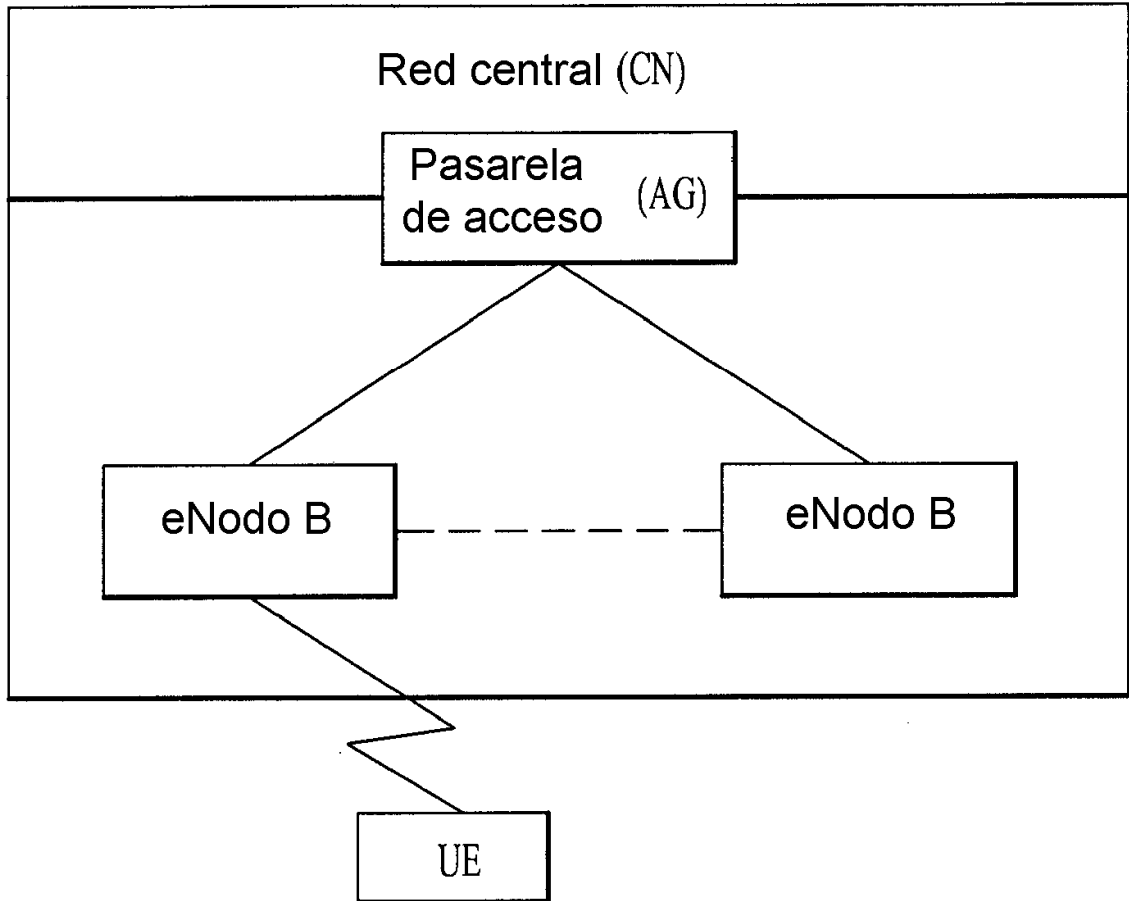 Red central (CN)
Pasarela
de acceso (AG)
eNodo B
eNodo B
UE